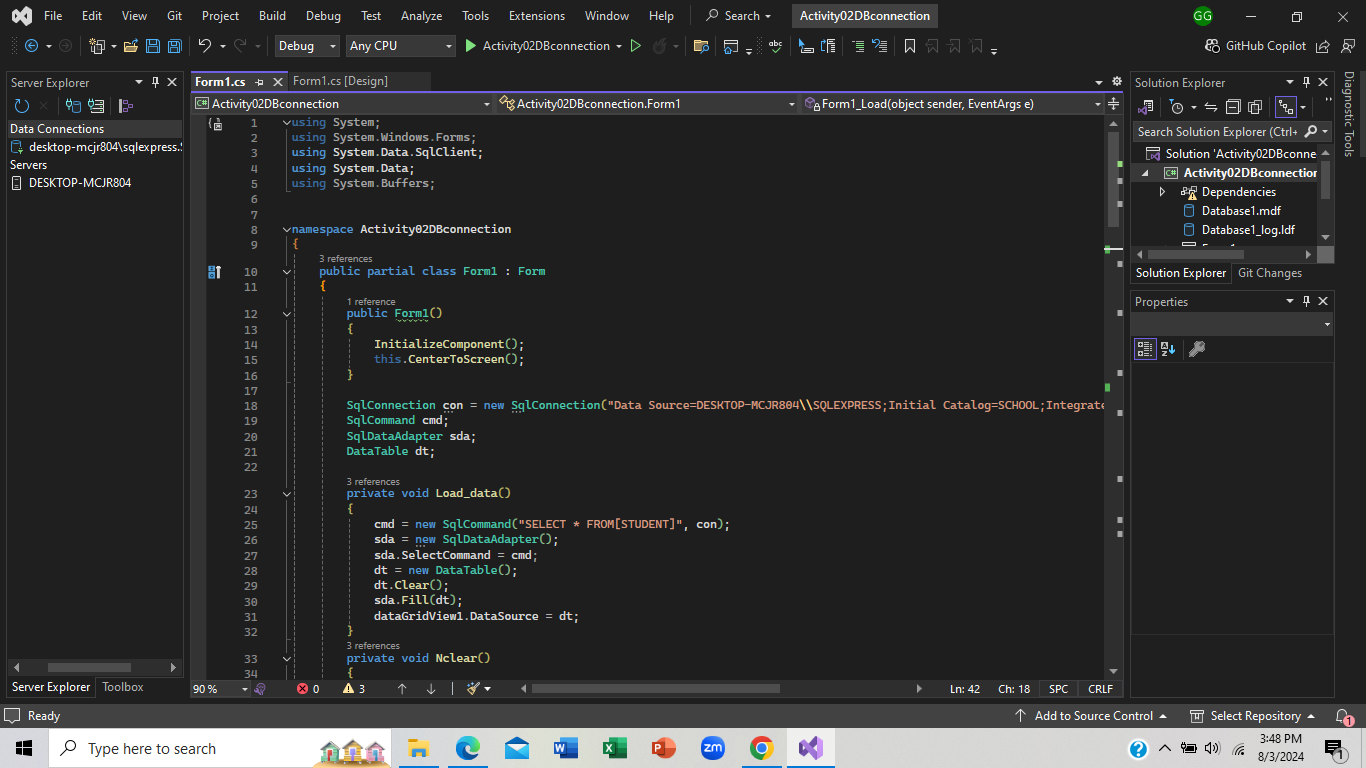 File Edit View Git Project Build Debug Test Analyze Tools Extensions Window Help Search Activity02DBconnection GG
Debug Any CPU Activity02DBconnection GitHub Copilot
Server Explorer
Data Connections
desktop-mcjr804\sqlexpress.
Servers
DESKTOP-MCJR804
Server Explorer Toolbox
Form1.cs Form1.cs [Design]
Activity02DBconnection Activity02DBconnection.Form1 Form1_Load(object sender, EventArgs e)
1 using System;
2 using System.Windows.Forms;
3 using System.Data.SqlClient;
4 using System.Data;
5 using System.Buffers;
6
7
8 namespace Activity02DBconnection
9 {
3 references
10 public partial class Form1 : Form
11 {
1 reference
12 public Form1()
13 {
14 InitializeComponent();
15 this.CenterToScreen();
16 }
17
18 SqlConnection con = new SqlConnection("Data Source=DESKTOP-MCJR804\\SQLEXPRESS;Initial Catalog=SCHOOL;Integrate
19 SqlCommand cmd;
20 SqlDataAdapter sda;
21 DataTable dt;
22
3 references
23 private void Load_data()
24 {
25 cmd = new SqlCommand("SELECT * FROM[STUDENT]", con);
26 sda = new SqlDataAdapter();
27 sda.SelectCommand = cmd;
28 dt = new DataTable();
29 dt.Clear();
30 sda.Fill(dt);
31 dataGridView1.DataSource = dt;
32 }
3 references
33 private void Nclear()
34 {
90 % 0 3 Ln: 42 Ch: 18 SPC CRLF
Solution Explorer
Search Solution Explorer (Ctrl+
Solution 'Activity02DBconne
C# Activity02DBconnection
Dependencies
Database1.mdf
Database1_log.ldf
Solution Explorer Git Changes
Properties
Diagnostic Tools
Ready Add to Source Control Select Repository 1
Type here to search zm 3:48 PM
8/3/2024 1